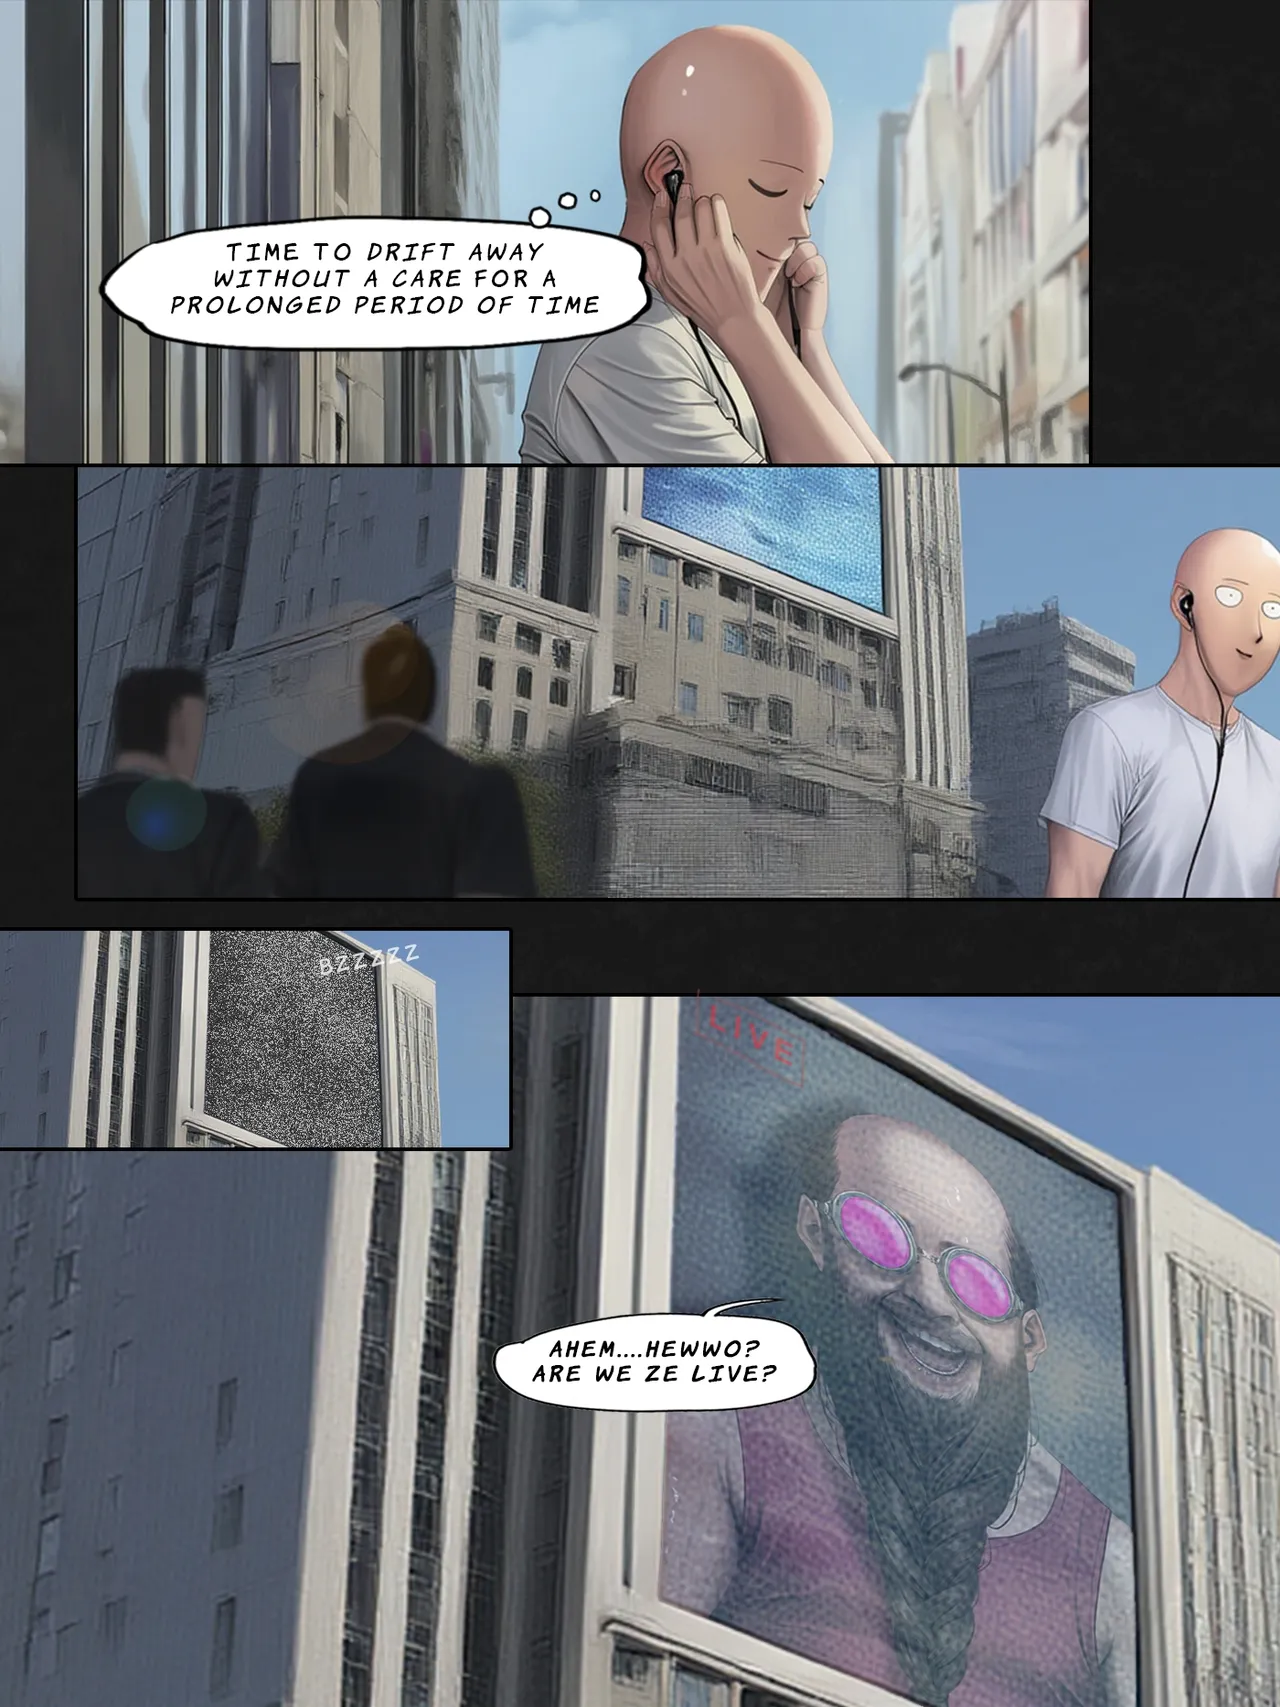 TIME TO DRIFT AWAY
WITHOUT A CARE FOR A
PROLONGED PERIOD OF TIME
BZZZZZ
LIVE
AHEM....HEWWO?
ARE WE ZE LIVE?